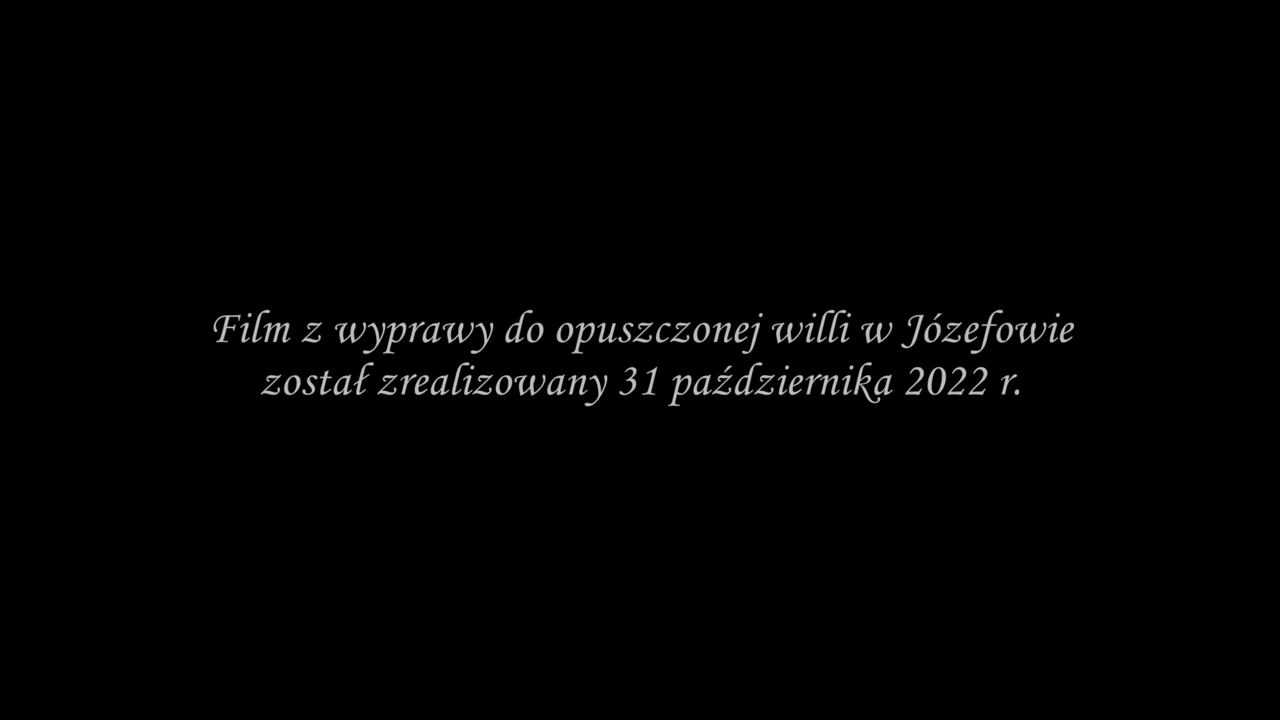 Film z wyprawy do opuszczonej willi w Józefowie
został zrealizowany 31 października 2022 r.